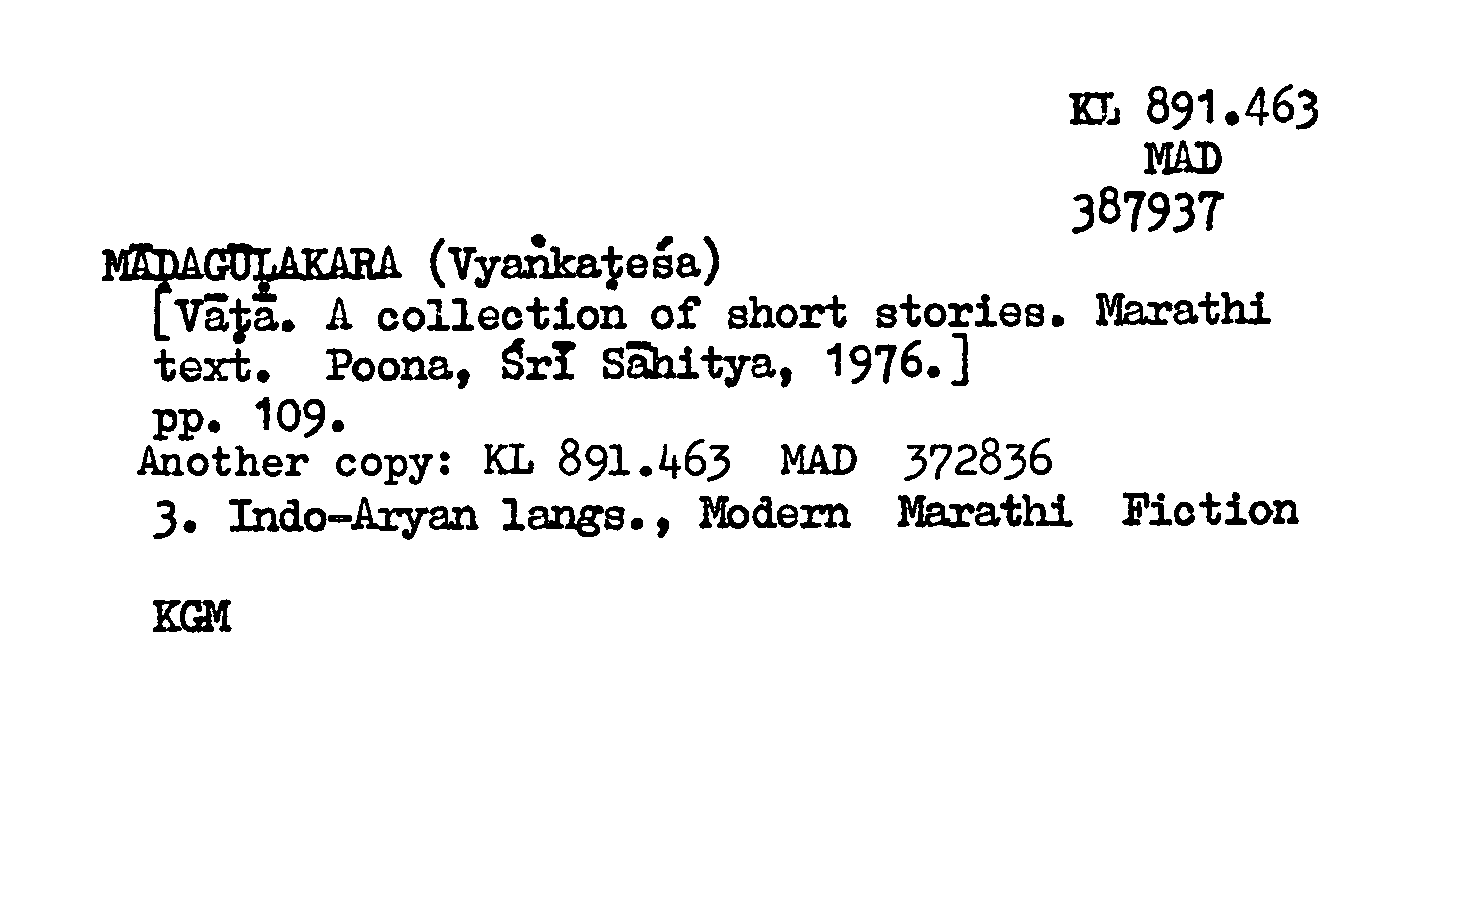 KL 891.463
MAD
387937
MĀḌAGŪḶAKARA (Vyaṅkaṭeśa)
[Vāṭā. A collection of short stories. Marathi
text. Poona, Śrī Sāhitya, 1976.]
pp. 109.
Another copy: KL 891.463 MAD 372836
3. Indo-Aryan langs., Modern Marathi Fiction
KGM